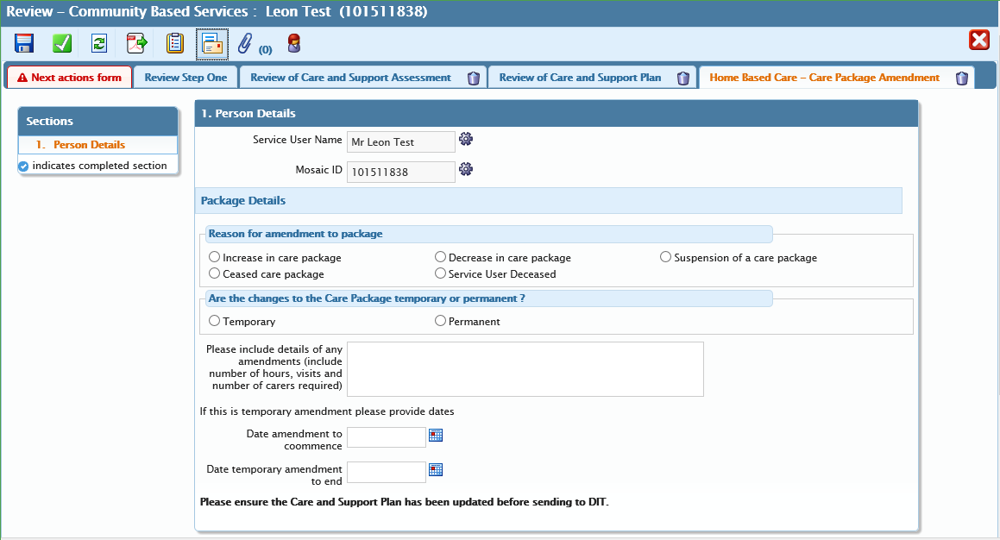 Review – Community Based Services : Leon Test (101511838)
(0)
Next actions form
Review Step One
Review of Care and Support Assessment
Review of Care and Support Plan
Home Based Care – Care Package Amendment
Sections
1. Person Details
indicates completed section
1. Person Details
Service User Name
Mr Leon Test
Mosaic ID
101511838
Package Details
Reason for amendment to package
Increase in care package
Decrease in care package
Suspension of a care package
Ceased care package
Service User Deceased
Are the changes to the Care Package temporary or permanent ?
Temporary
Permanent
Please include details of any
amendments (include
number of hours, visits and
number of carers required)
If this is temporary amendment please provide dates
Date amendment to
coommence
Date temporary amendment
to end
Please ensure the Care and Support Plan has been updated before sending to DIT.